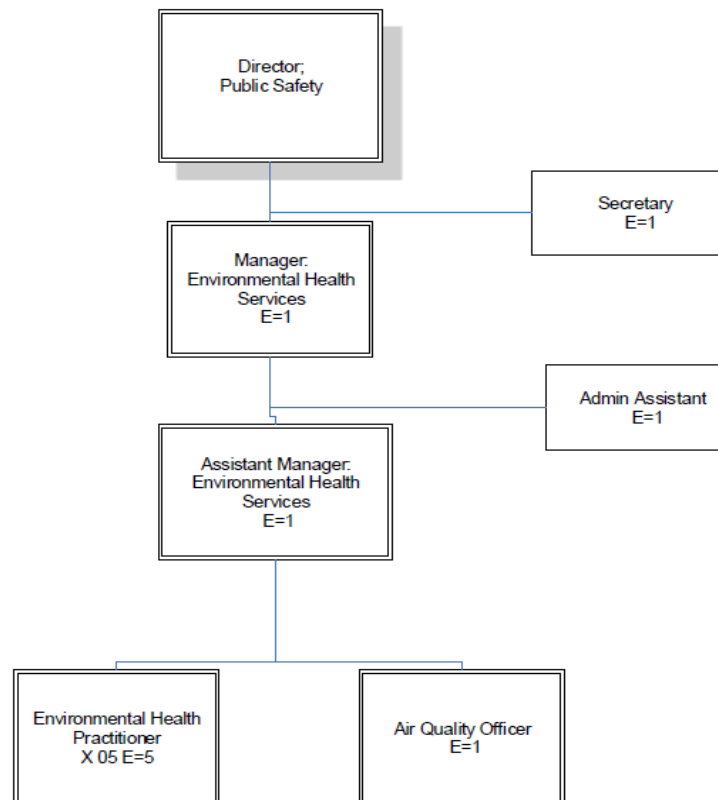 Director;
Public Safety
Secretary
E=1
Manager:
Environmental Health
Services
E=1
Admin Assistant
E=1
Assistant Manager:
Environmental Health
Services
E=1
Environmental Health
Practitioner
X 05 E=5
Air Quality Officer
E=1